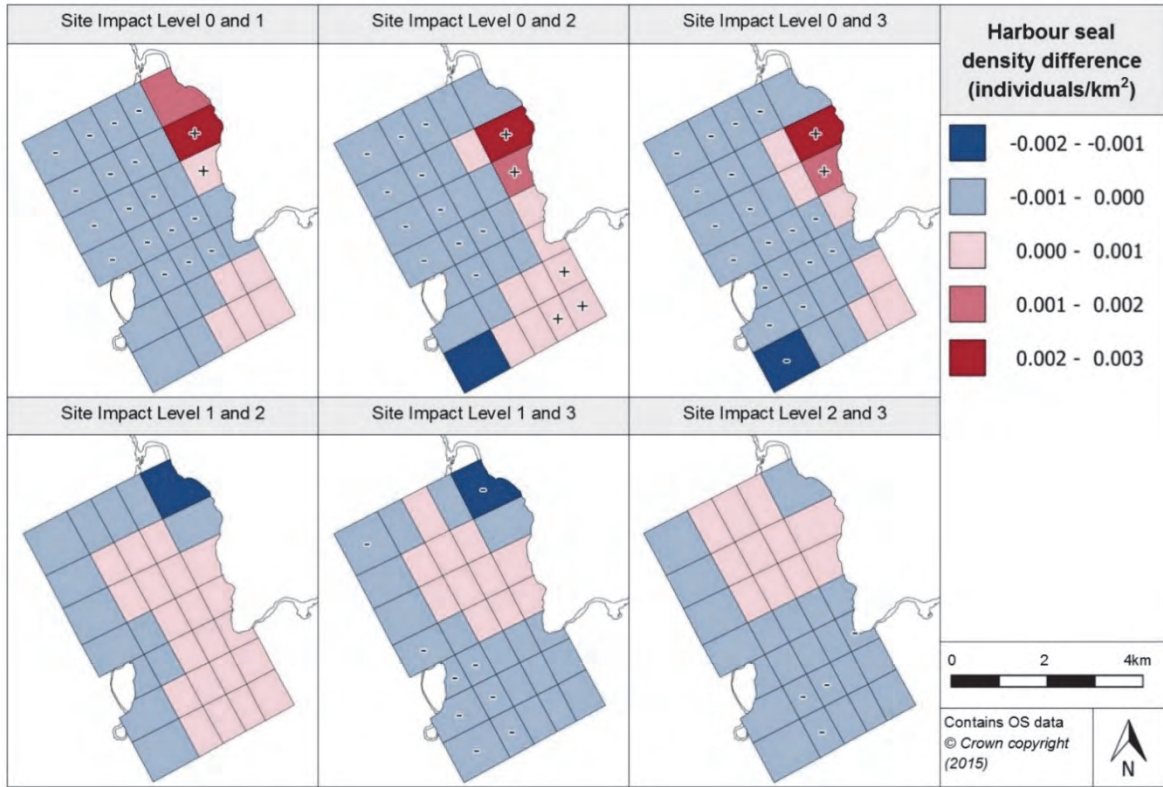 Site Impact Level 0 and 1
Site Impact Level 0 and 2
Site Impact Level 0 and 3
Site Impact Level 1 and 2
Site Impact Level 1 and 3
Site Impact Level 2 and 3
Harbour seal
density difference
(individuals/km²)
-0.002 - -0.001
-0.001 - 0.000
0.000 - 0.001
0.001 - 0.002
0.002 - 0.003
0 2 4km
Contains OS data
© Crown copyright
(2015)
N